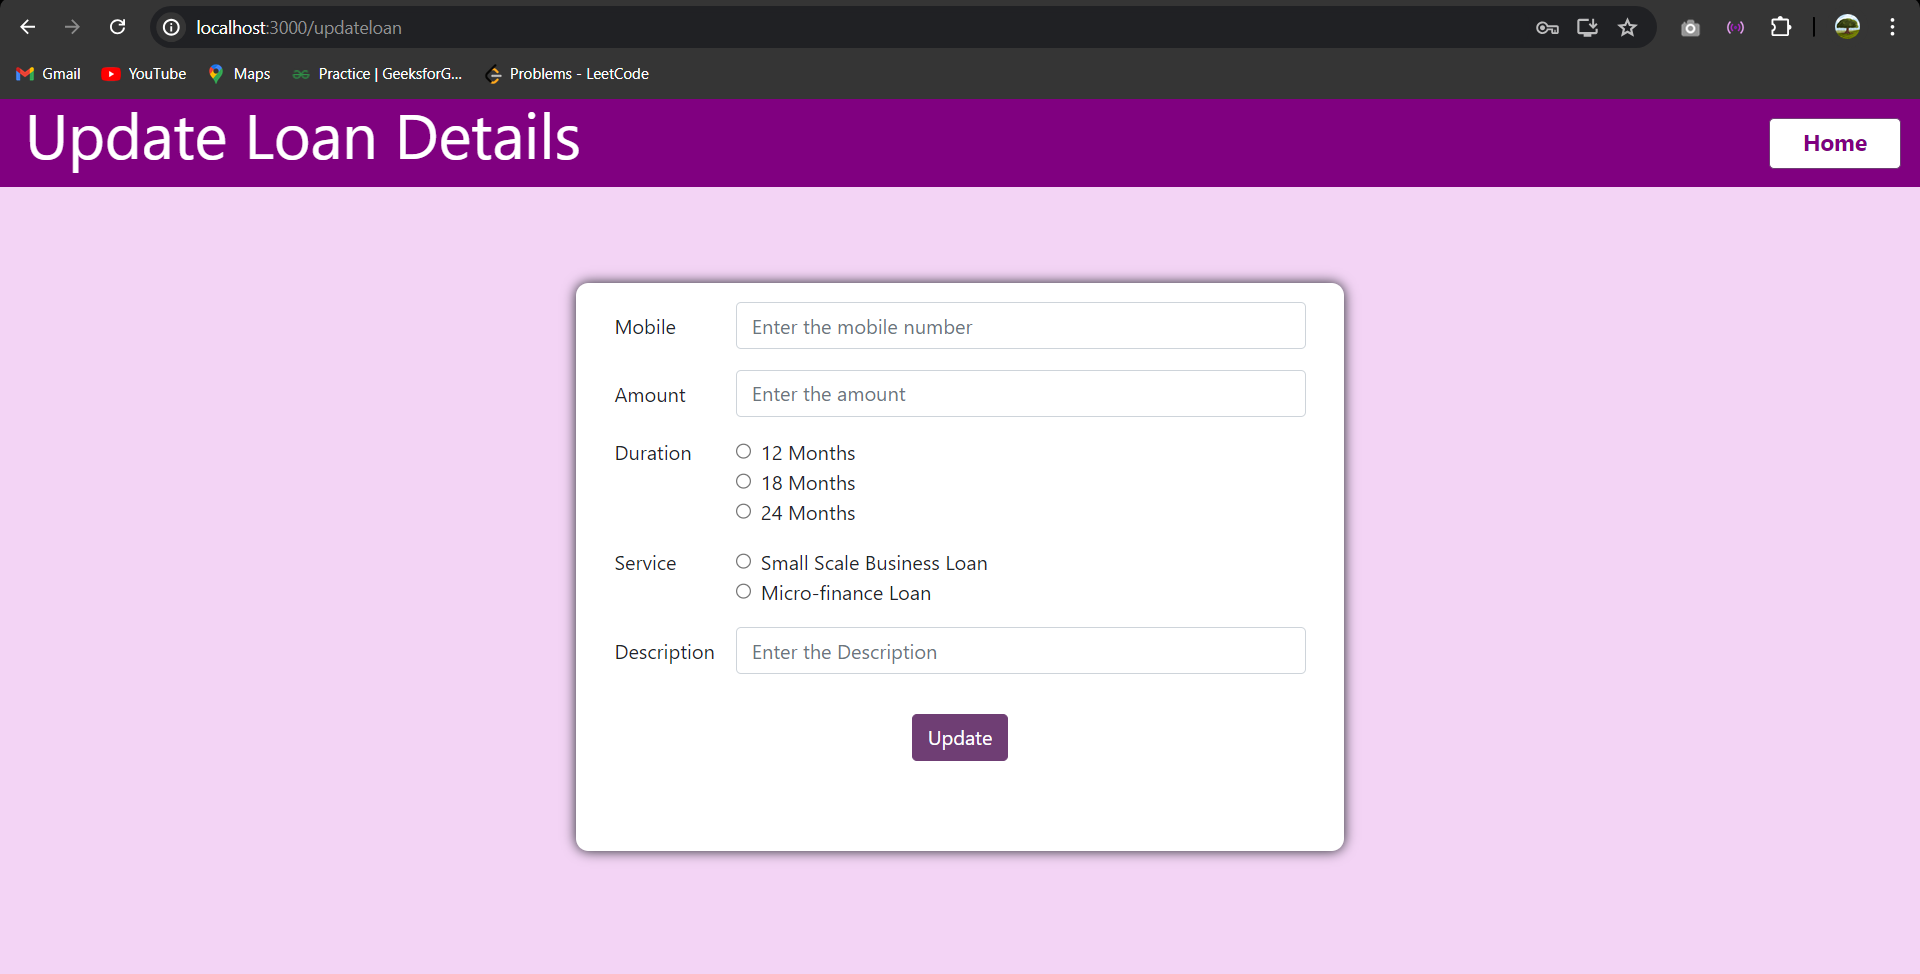 localhost:3000/updateloan
Gmail YouTube Maps Practice | GeeksforG... Problems - LeetCode
Update Loan Details
Home
Mobile Enter the mobile number
Amount Enter the amount
Duration 12 Months
18 Months
24 Months
Service Small Scale Business Loan
Micro-finance Loan
Description Enter the Description
Update